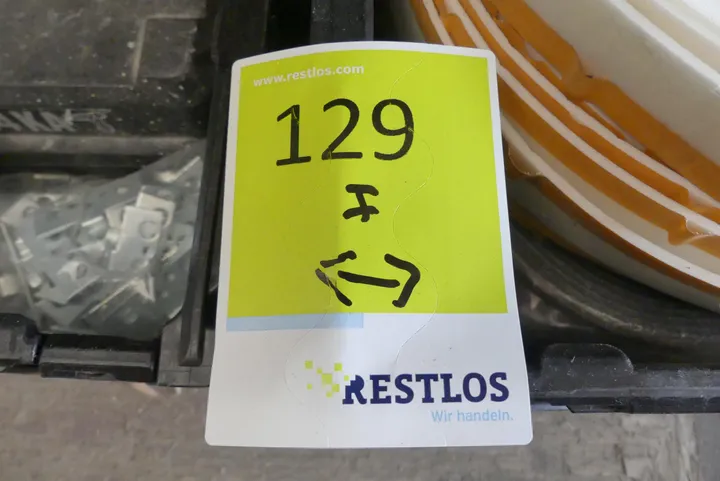 www.restlos.com
129
I
↔
RESTLOS
Wir handeln.